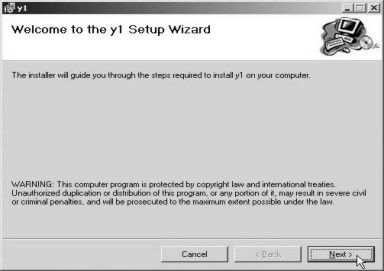 y1
Welcome to the y1 Setup Wizard
The installer will guide you through the steps required to install y1 on your computer.
WARNING: This computer program is protected by copyright law and international treaties.
Unauthorized duplication or distribution of this program, or any portion of it, may result in severe civil
or criminal penalties, and will be prosecuted to the maximum extent possible under the law.
Cancel
< Back
Next >